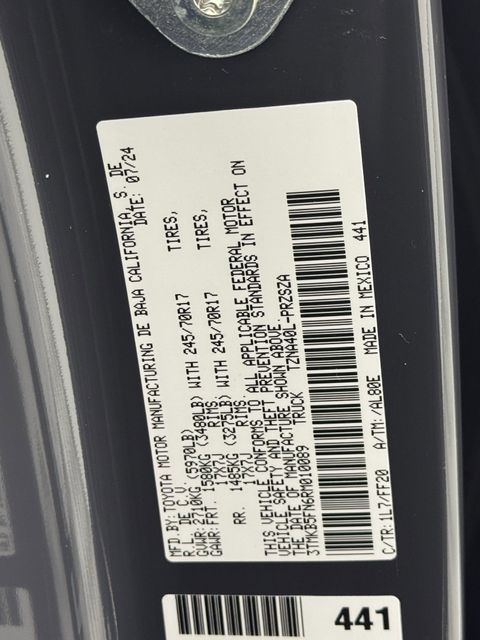 MFD.BY: TOYOTA MOTOR MANUFACTURING DE BAJA CALIFORNIA, S. DE
R.L. DE C.V. DATE: 07/24
GVWR: 2710KG (5970LB)
GAWR: FRT. 1580KG (3480LB) WITH 245/70R17 TIRES,
17X7J RIMS,
RR. 1485KG (3275LB) WITH 245/70R17 TIRES,
17X7J RIMS.
THIS VEHICLE CONFORMS TO ALL APPLICABLE FEDERAL MOTOR
VEHICLE SAFETY AND THEFT PREVENTION STANDARDS IN EFFECT ON
THE DATE OF MANUFACTURE SHOWN ABOVE.
3TMKB5FN6RM010089 TRUCK TZNA40L-PRZSZA
C/TR: 1L7/FF20 A/TM: /AL80E MADE IN MEXICO 441
441